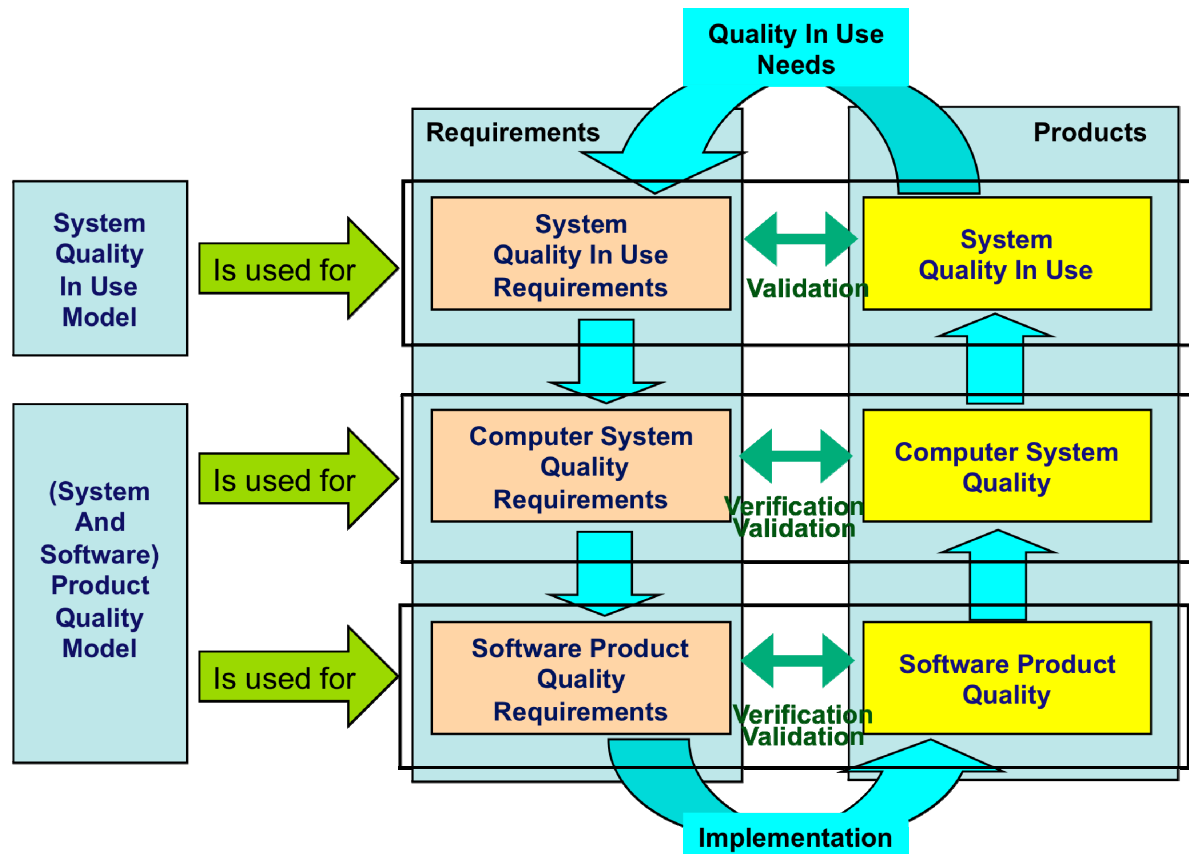 Quality In Use
Needs
Requirements
Products
System
Quality
In Use
Model
Is used for
System
Quality In Use
Requirements
Validation
System
Quality In Use
(System
And
Software)
Product
Quality
Model
Is used for
Computer System
Quality
Requirements
Verification
Validation
Computer System
Quality
Is used for
Software Product
Quality
Requirements
Verification
Validation
Software Product
Quality
Implementation